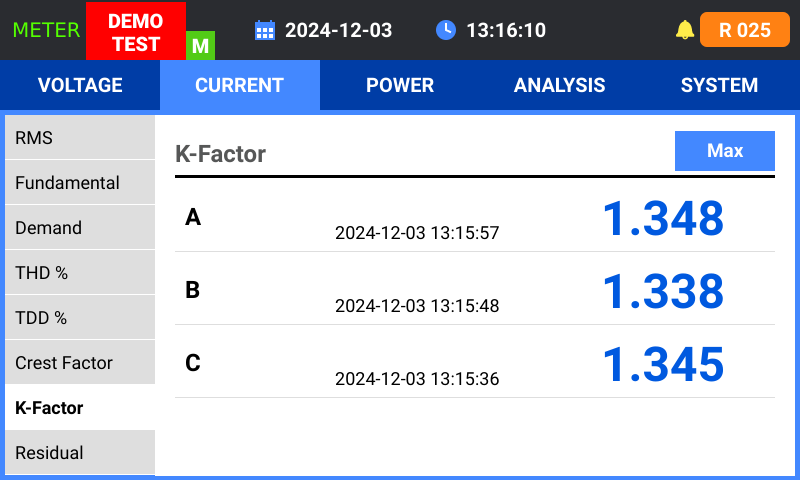 METER
DEMO
TEST
M
2024-12-03
13:16:10
R 025
VOLTAGE
CURRENT
POWER
ANALYSIS
SYSTEM
RMS
Fundamental
Demand
THD %
TDD %
Crest Factor
K-Factor
Residual
K-Factor
Max
A
2024-12-03 13:15:57
1.348
B
2024-12-03 13:15:48
1.338
C
2024-12-03 13:15:36
1.345